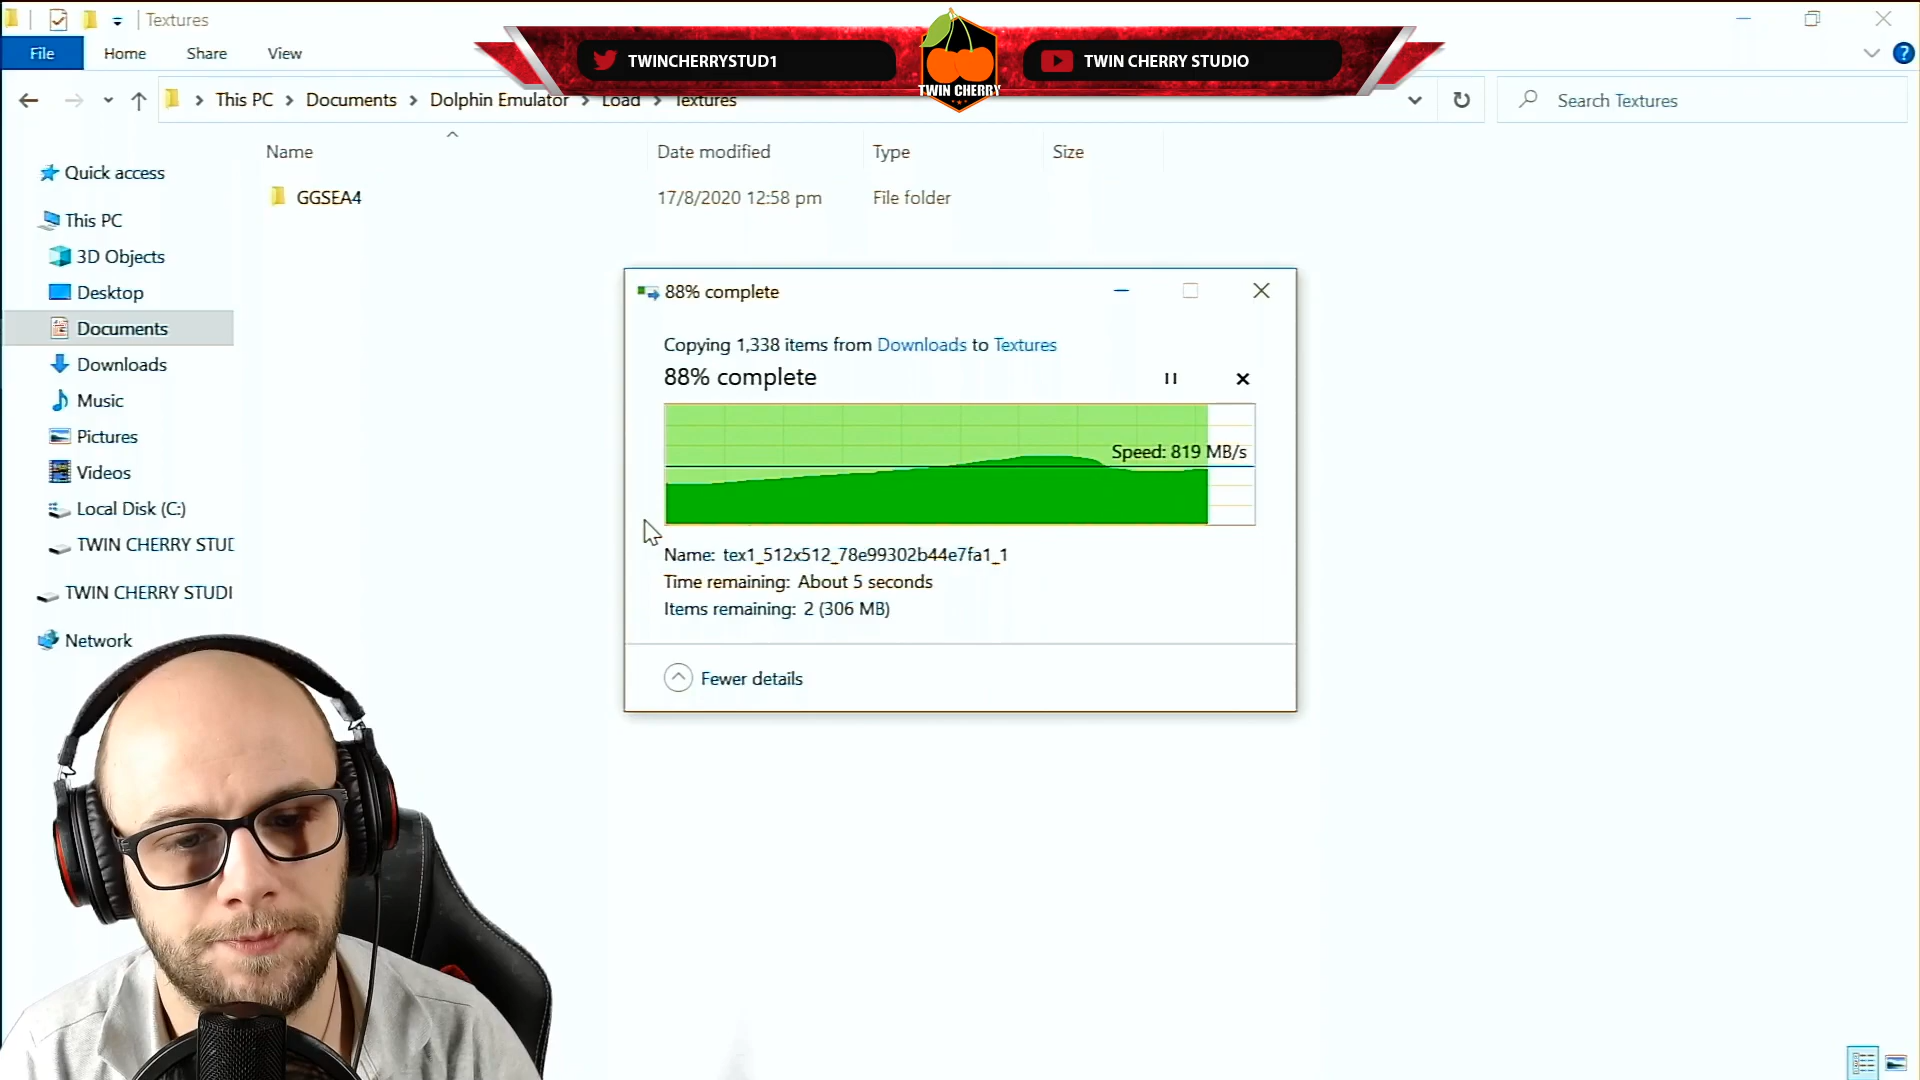 Textures
File
Home
Share
View
TWINCHERRYSTUD1
TWIN CHERRY
TWIN CHERRY STUDIO
This PC
Documents
Dolphin Emulator
Load
Textures
Search Textures
Name
Date modified
Type
Size
GGSEA4
17/8/2020 12:58 pm
File folder
Quick access
This PC
3D Objects
Desktop
Documents
Downloads
Music
Pictures
Videos
Local Disk (C:)
TWIN CHERRY STUD
TWIN CHERRY STUDI
Network
88% complete
Copying 1,338 items from Downloads to Textures
88% complete
Speed: 819 MB/s
Name: tex1_512x512_78e99302b44e7fa1_1
Time remaining: About 5 seconds
Items remaining: 2 (306 MB)
Fewer details